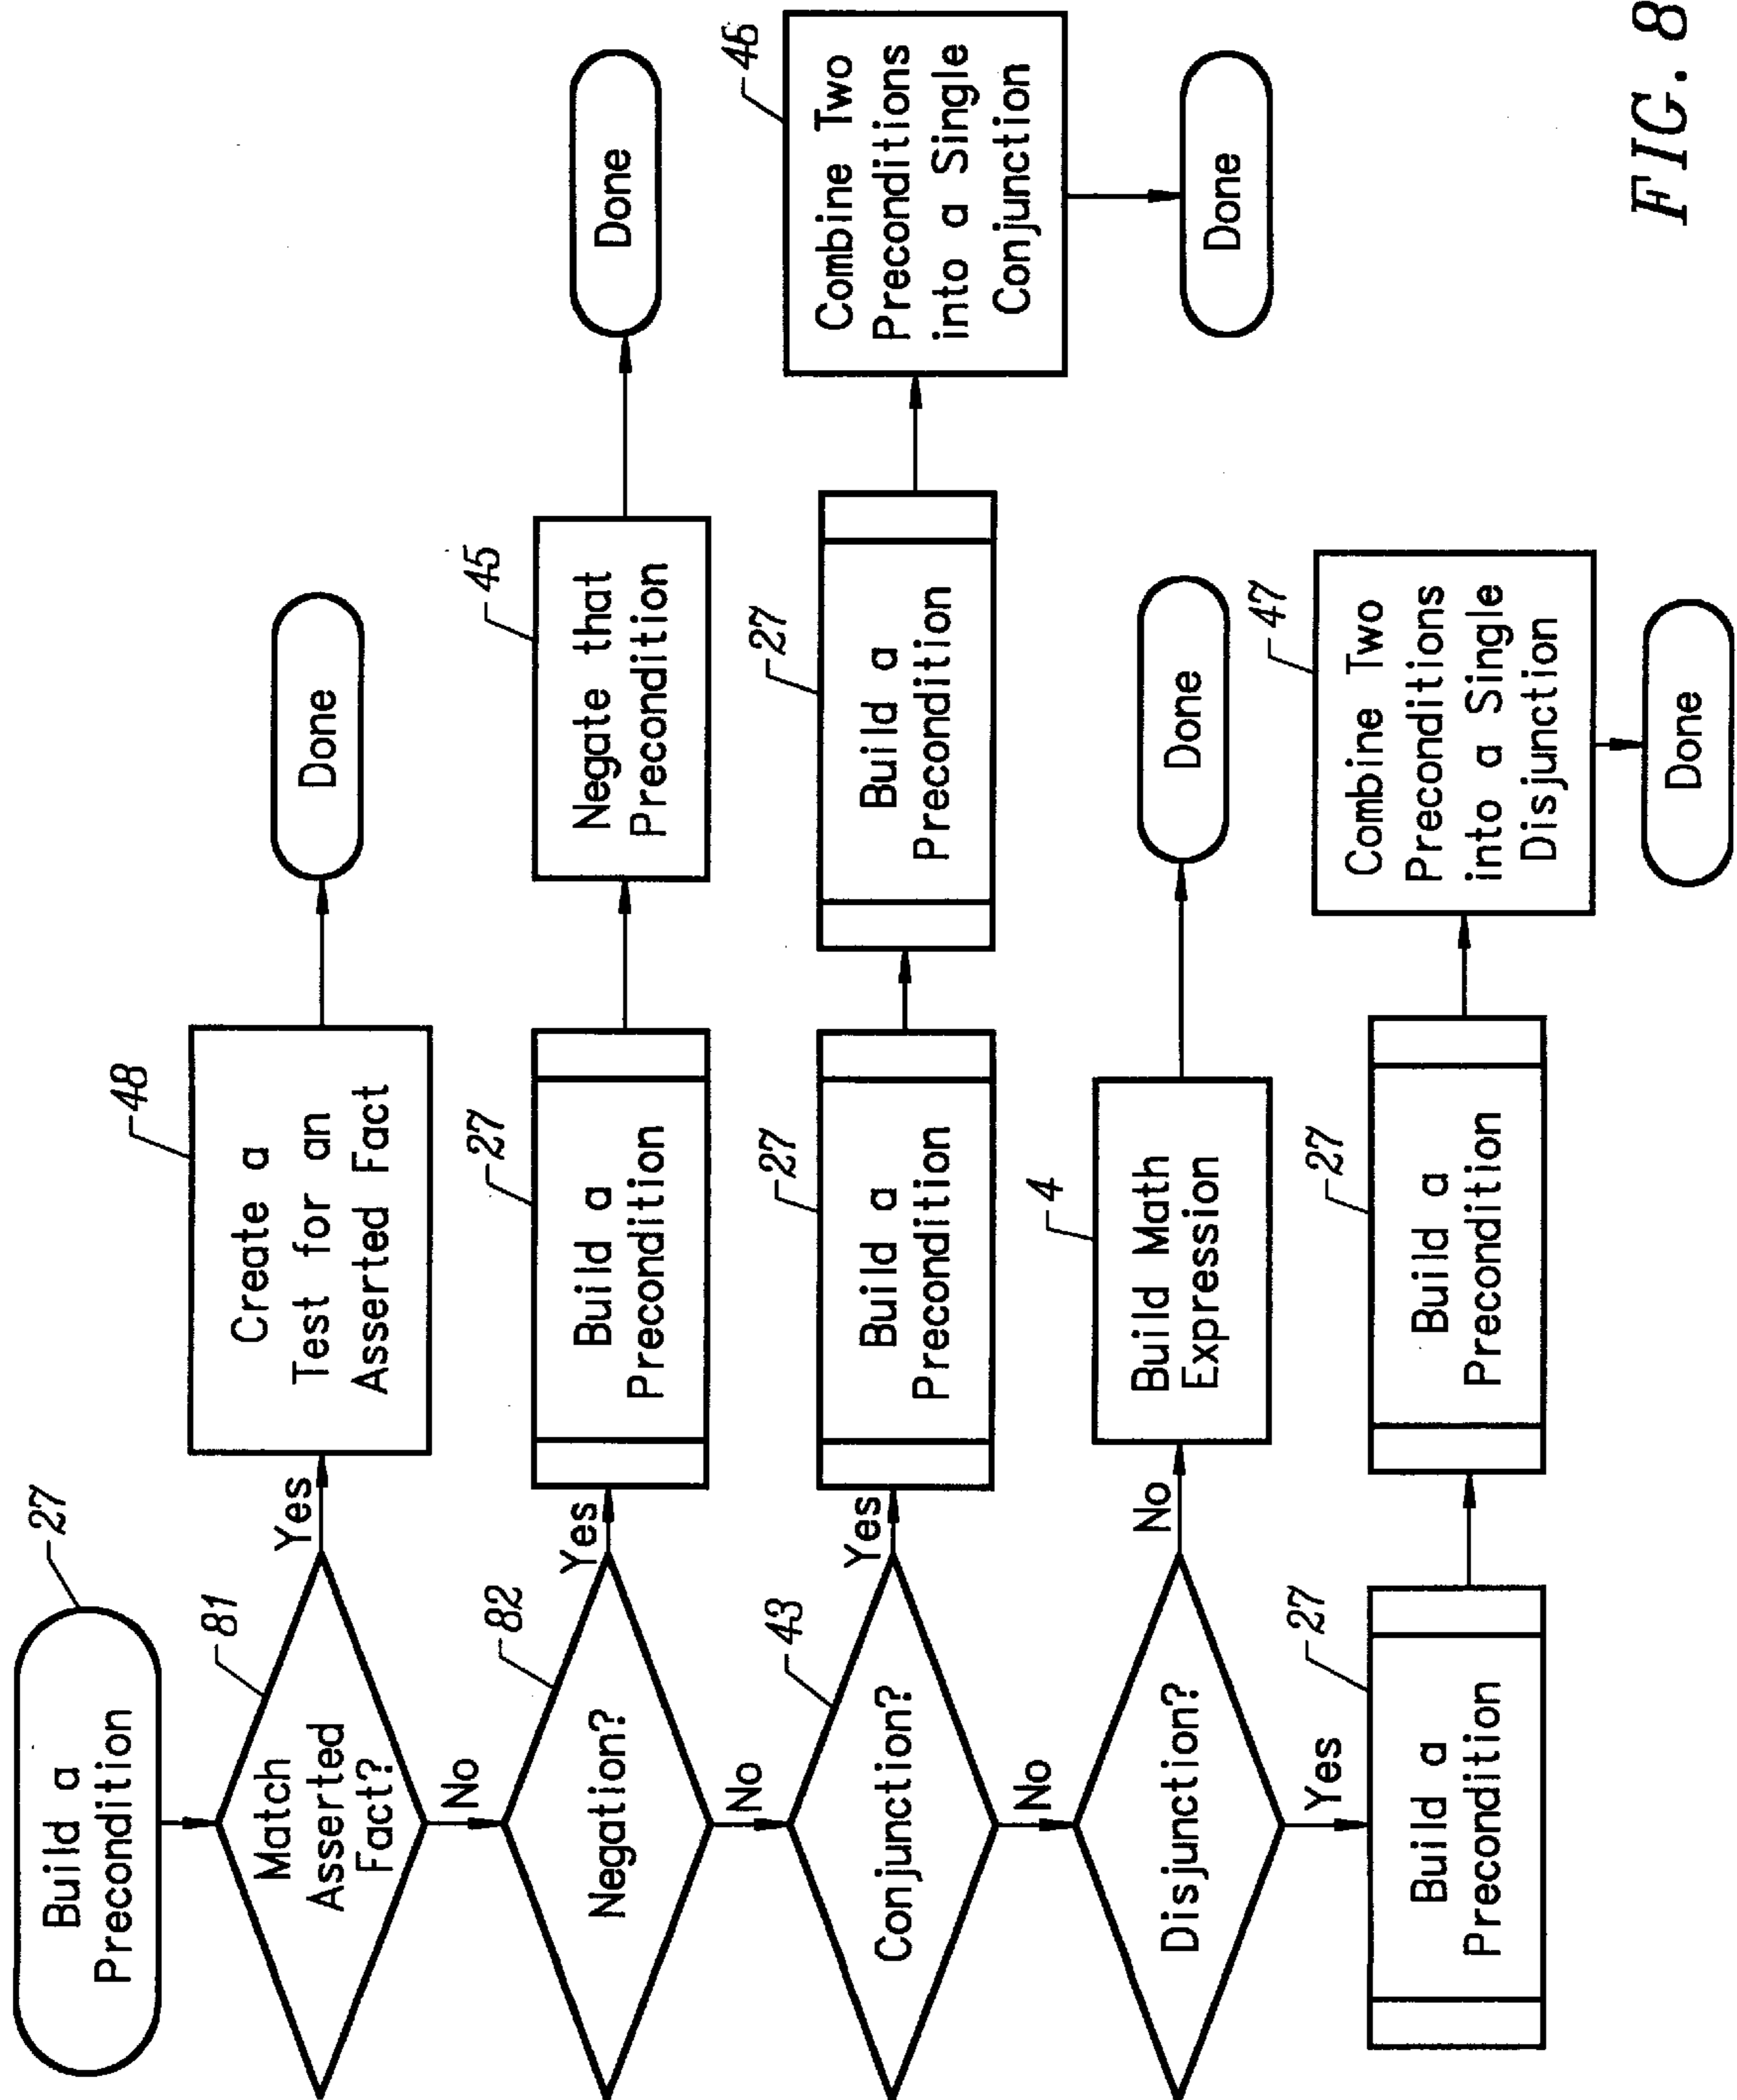 27
Build a
Precondition
81
Match
Asserted
Fact?
Yes
48
Create a
Test for an
Asserted Fact
Done
No
82
Negation?
Yes
27
Build a
Precondition
45
Negate that
Precondition
Done
No
43
Conjunction?
Yes
27
Build a
Precondition
27
Build a
Precondition
46
Combine Two
Preconditions
into a Single
Conjunction
Done
No
Disjunction?
No
4
Build Math
Expression
Done
Yes
27
Build a
Precondition
27
Build a
Precondition
47
Combine Two
Preconditions
into a Single
Disjunction
Done
FIG. 8